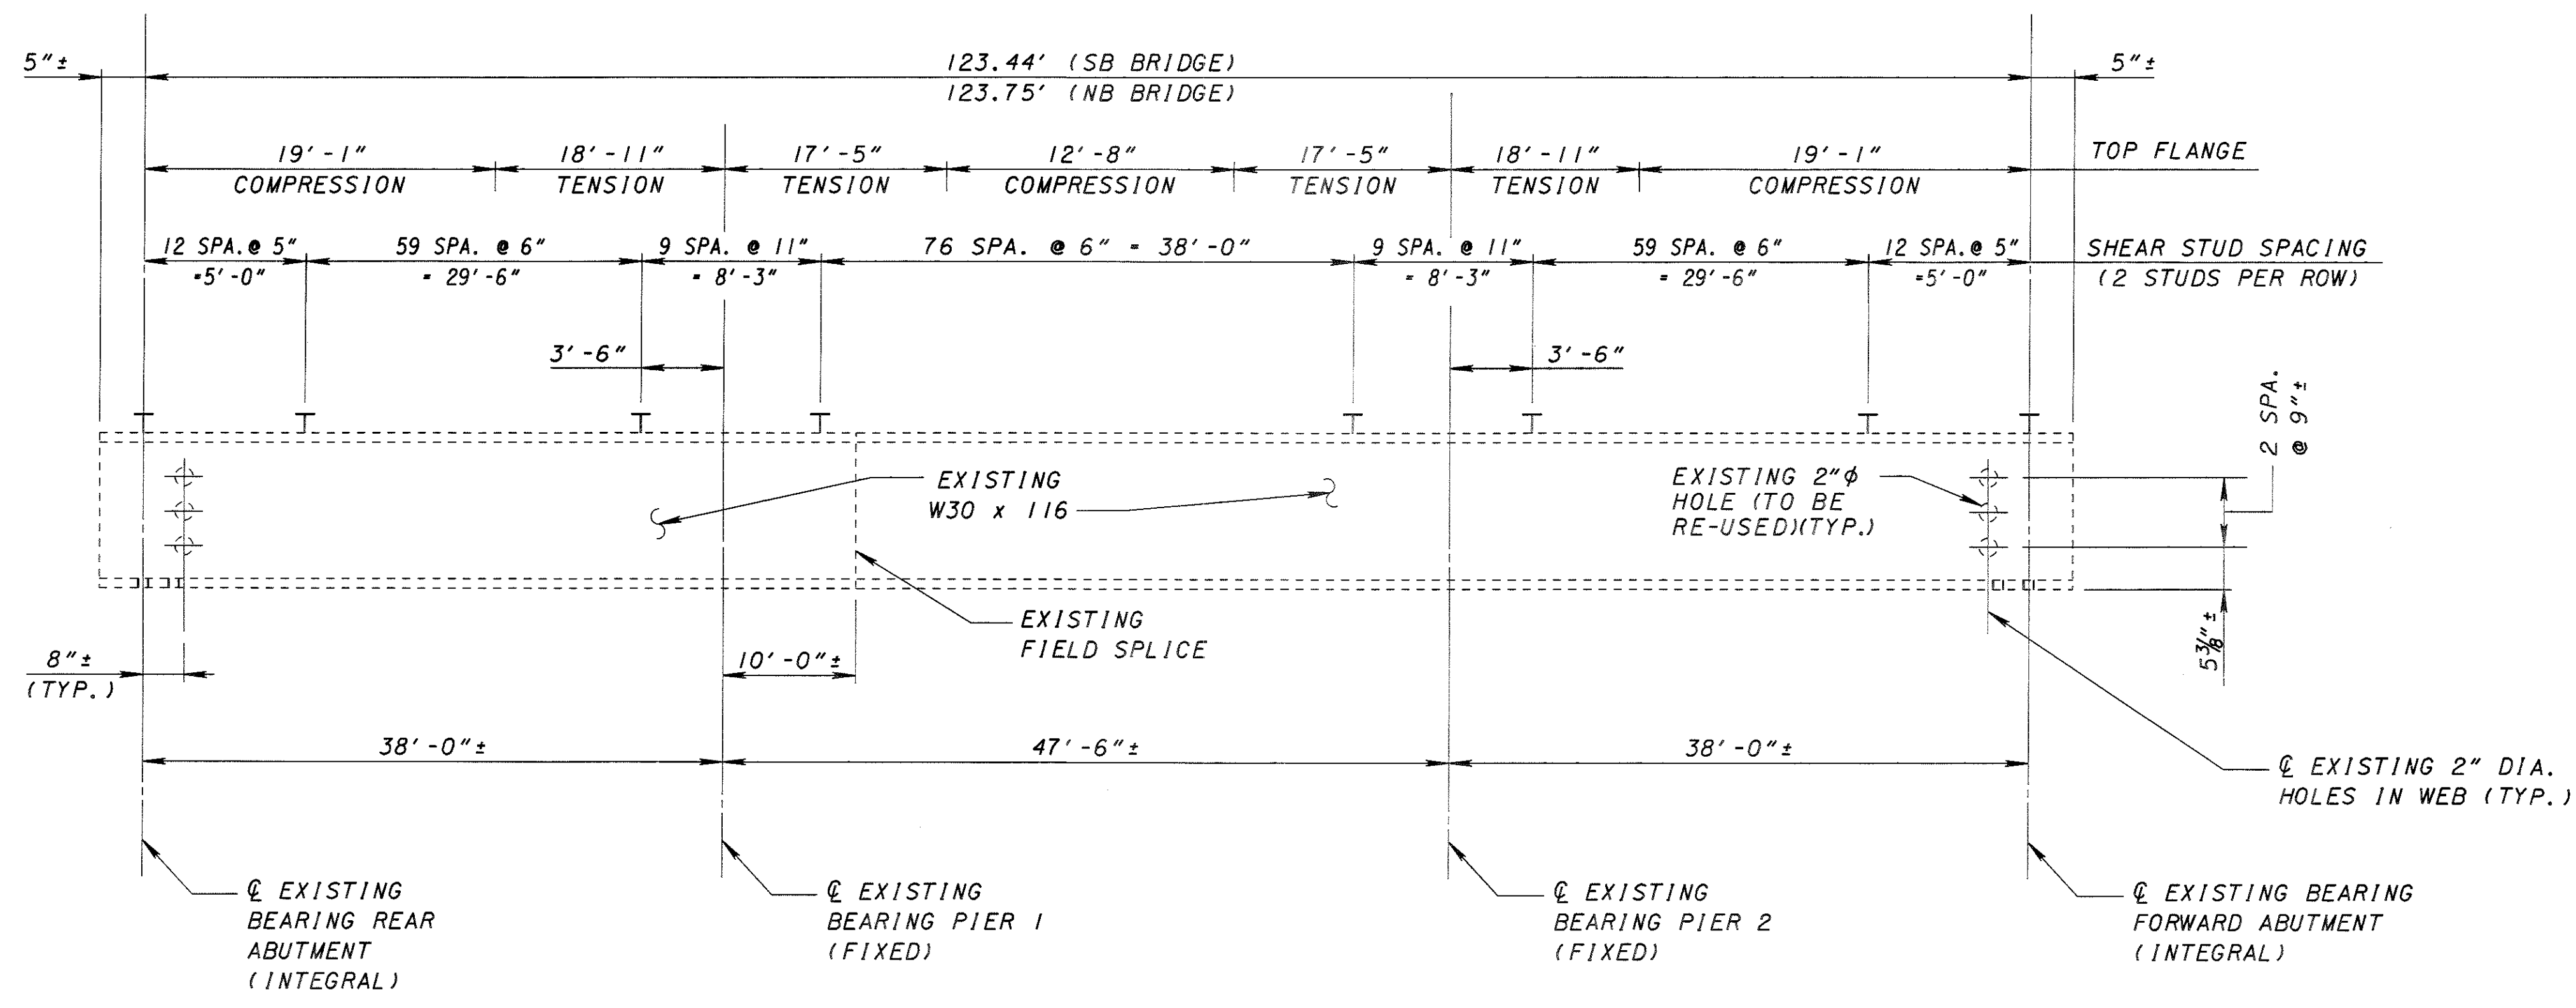 5"±
123.44' (SB BRIDGE)
5"±
123.75' (NB BRIDGE)
19'-1"
18'-11"
17'-5"
12'-8"
17'-5"
18'-11"
19'-1"
TOP FLANGE
COMPRESSION
TENSION
TENSION
COMPRESSION
TENSION
TENSION
COMPRESSION
12 SPA.@ 5"
59 SPA. @ 6"
9 SPA. @ 11"
76 SPA. @ 6" = 38'-0"
9 SPA. @ 11"
59 SPA. @ 6"
12 SPA.@ 5"
SHEAR STUD SPACING
=5'-0"
= 29'-6"
= 8'-3"
= 8'-3"
= 29'-6"
=5'-0"
(2 STUDS PER ROW)
3'-6"
3'-6"
2 SPA.
@ 9"±
EXISTING
W30 x 116
EXISTING 2"φ
HOLE (TO BE
RE-USED)(TYP.)
EXISTING
FIELD SPLICE
8"±
(TYP.)
10'-0"±
38'-0"±
47'-6"±
38'-0"±
℄ EXISTING 2" DIA.
HOLES IN WEB (TYP.)
℄ EXISTING
BEARING REAR
ABUTMENT
(INTEGRAL)
℄ EXISTING
BEARING PIER 1
(FIXED)
℄ EXISTING
BEARING PIER 2
(FIXED)
℄ EXISTING BEARING
FORWARD ABUTMENT
(INTEGRAL)